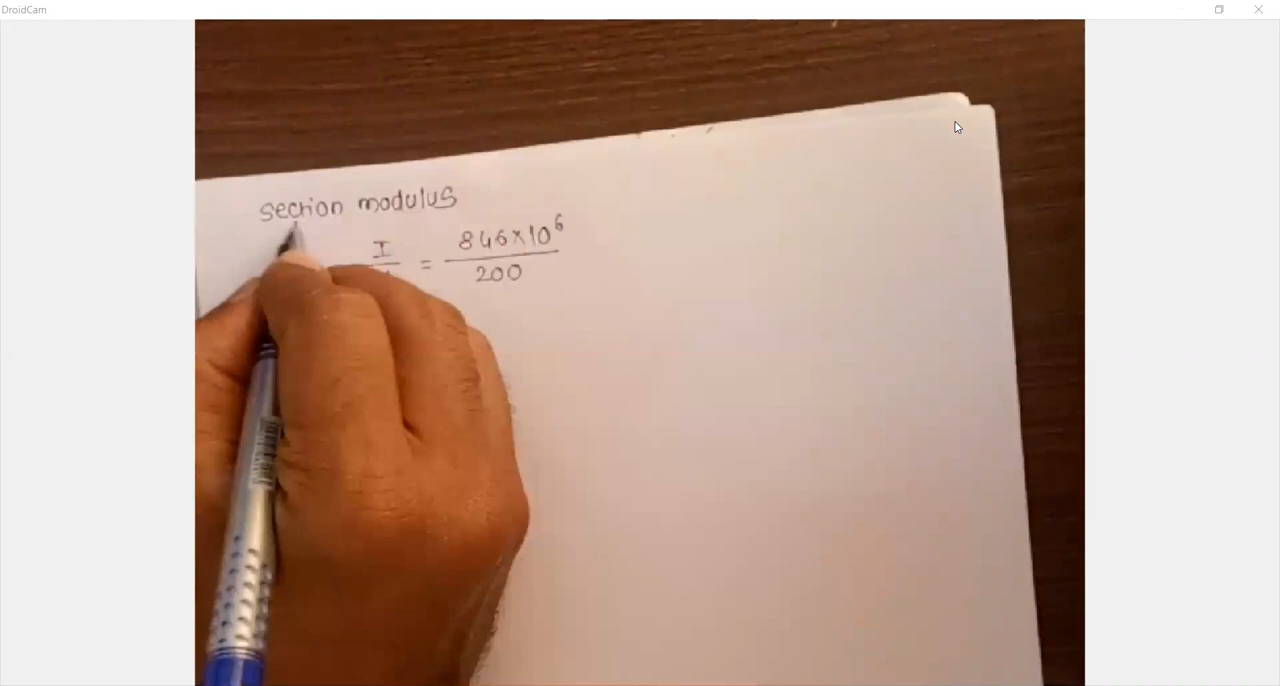 DroidCam
section modulus
I = 846×10⁶
200